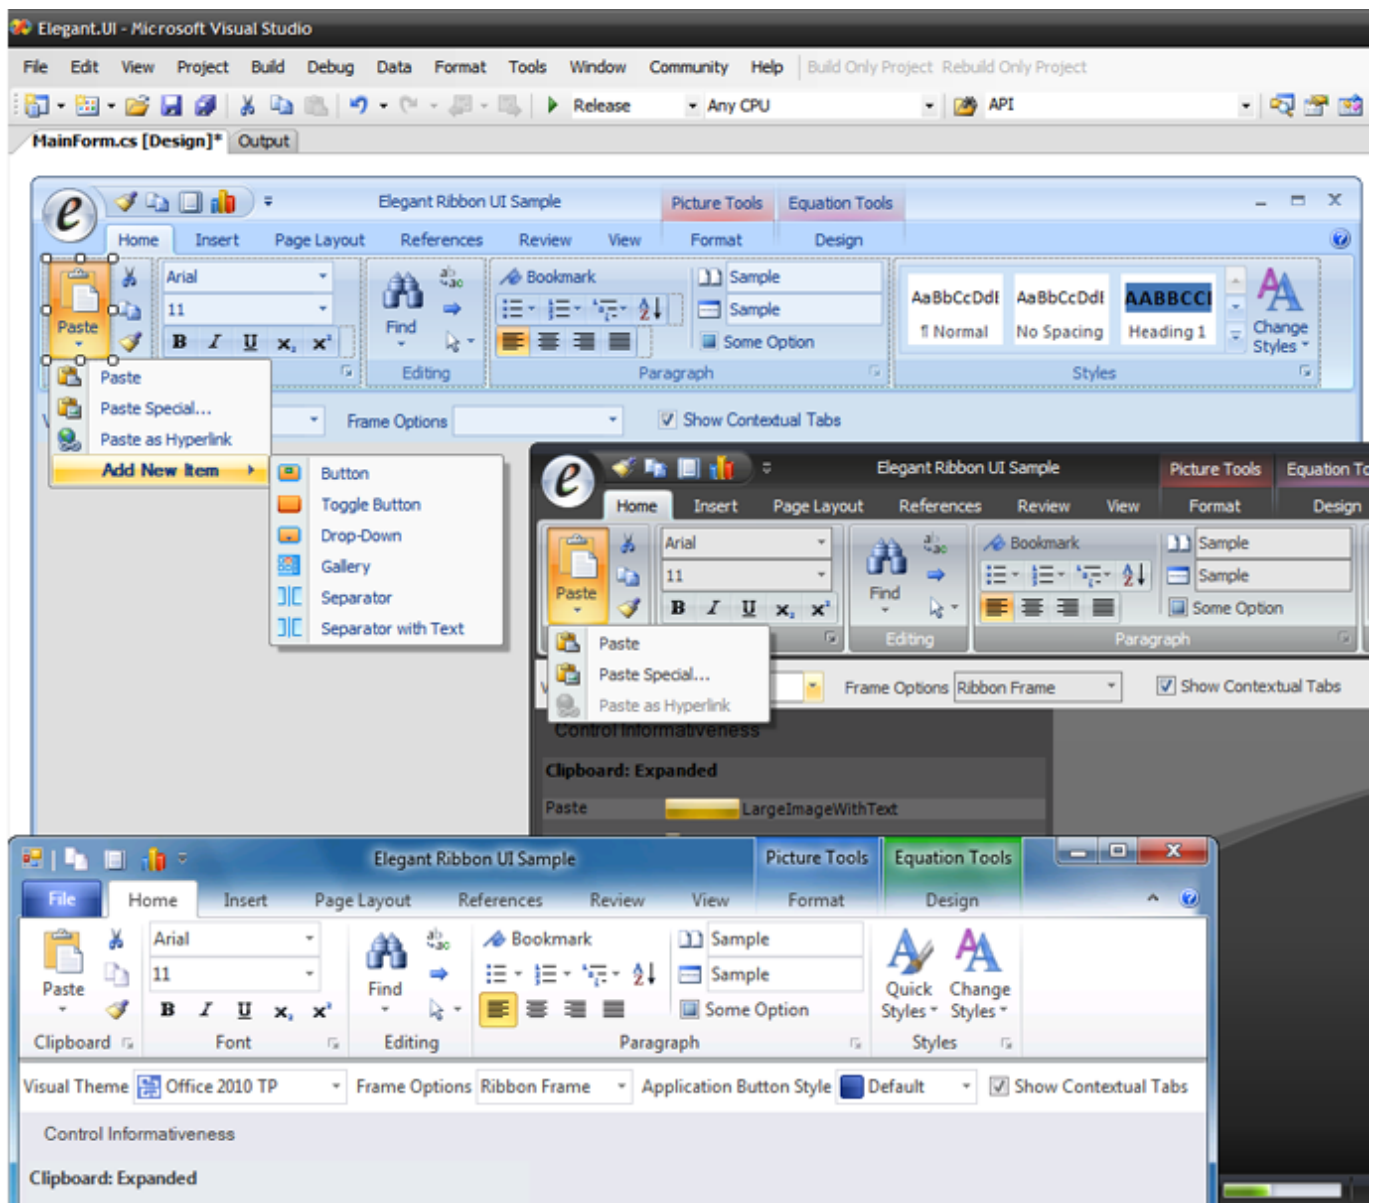 Elegant.UI - Microsoft Visual Studio
File Edit View Project Build Debug Data Format Tools Window Community Help Build Only Project Rebuild Only Project
Release Any CPU API
MainForm.cs [Design]* Output
Elegant Ribbon UI Sample Picture Tools Equation Tools
Home Insert Page Layout References Review View Format Design
Arial Bookmark Sample
11 Sample
AaBbCcDdI AaBbCcDdI AABBCCI
Paste Find Change Styles
¶ Normal No Spacing Heading 1
B I U x, x² Some Option
Editing Paragraph Styles
Paste
Paste Special...
Paste as Hyperlink
Add New Item
Frame Options Show Contextual Tabs
Button
Toggle Button
Drop-Down
Gallery
Separator
Separator with Text
Elegant Ribbon UI Sample Picture Tools Equation To
Home Insert Page Layout References Review View Format Design
Arial Bookmark Sample
11 Sample
Paste Find
B I U x, x² Some Option
Editing Paragraph
Paste
Paste Special...
Paste as Hyperlink
Frame Options Ribbon Frame Show Contextual Tabs
Control Informativeness
Clipboard: Expanded
Paste LargeImageWithText
Elegant Ribbon UI Sample Picture Tools Equation Tools
File Home Insert Page Layout References Review View Format Design
Arial Bookmark Sample
11 Sample
Paste Find Quick Styles Change Styles
B I U x, x² Some Option
Clipboard Font Editing Paragraph Styles
Visual Theme Office 2010 TP Frame Options Ribbon Frame Application Button Style Default Show Contextual Tabs
Control Informativeness
Clipboard: Expanded